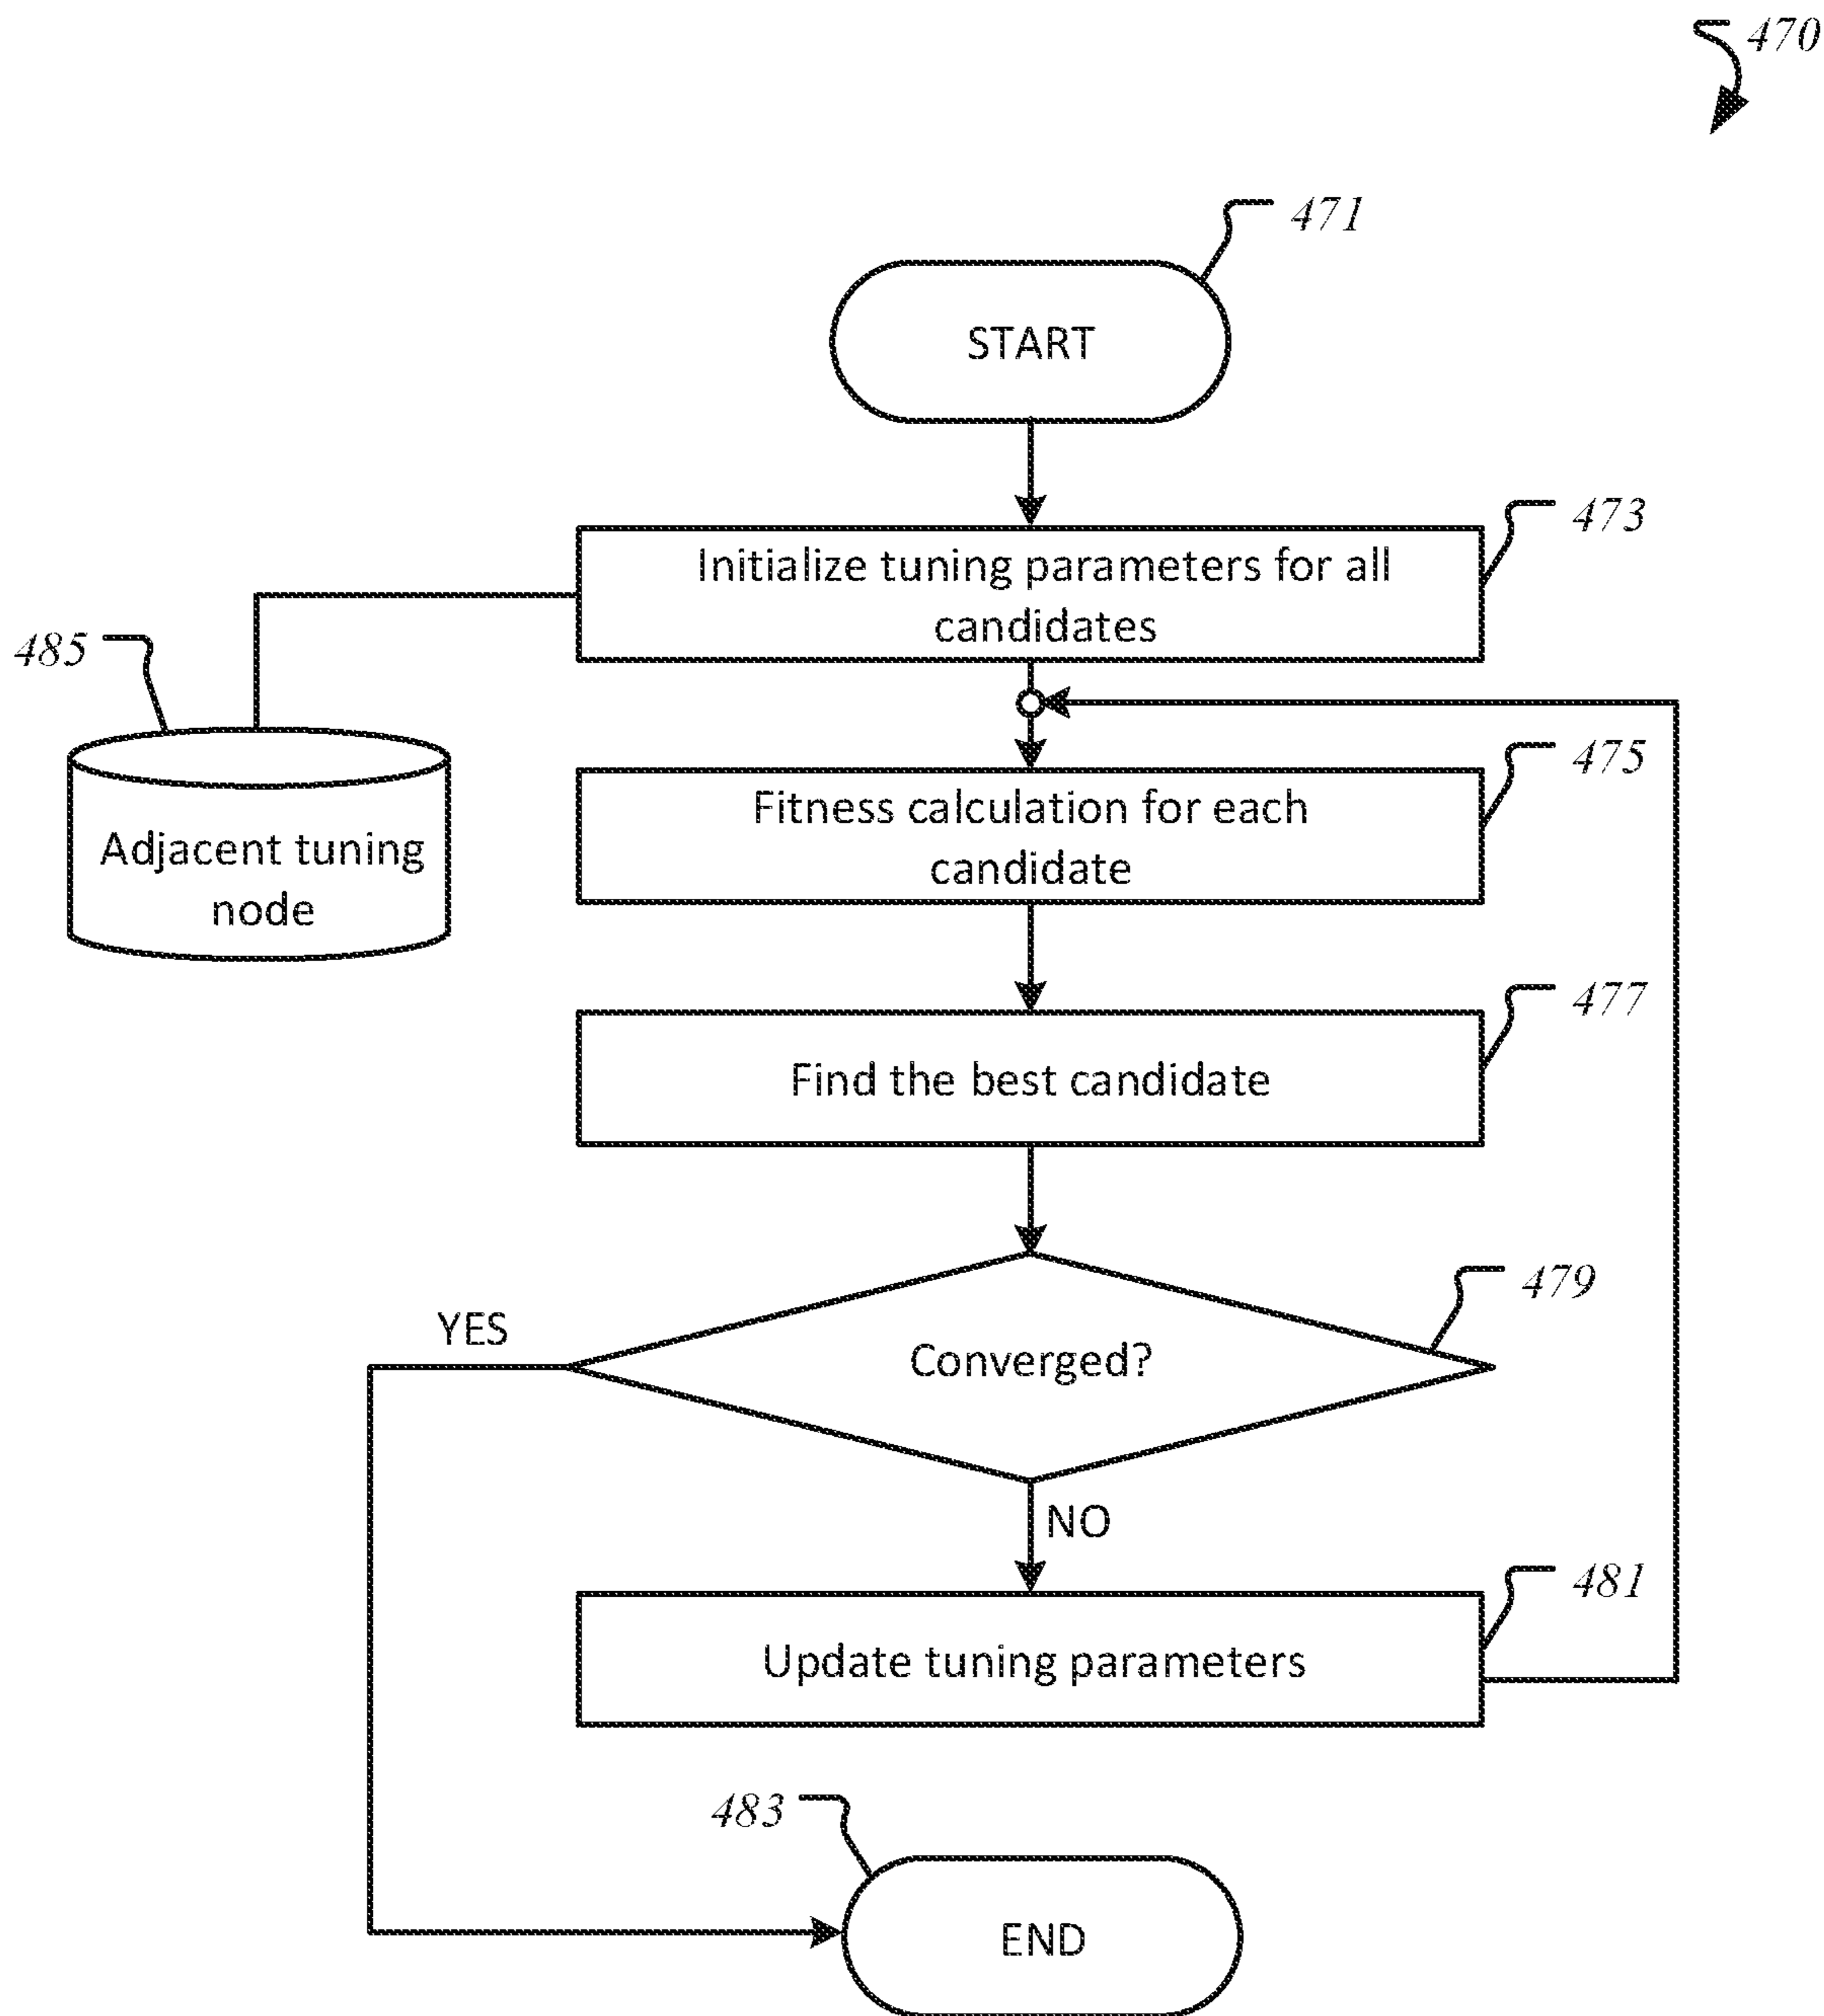 470
471
START
473
Initialize tuning parameters for all
candidates
485
475
Fitness calculation for each
candidate
Adjacent tuning
node
477
Find the best candidate
479
YES
Converged?
NO
481
Update tuning parameters
483
END